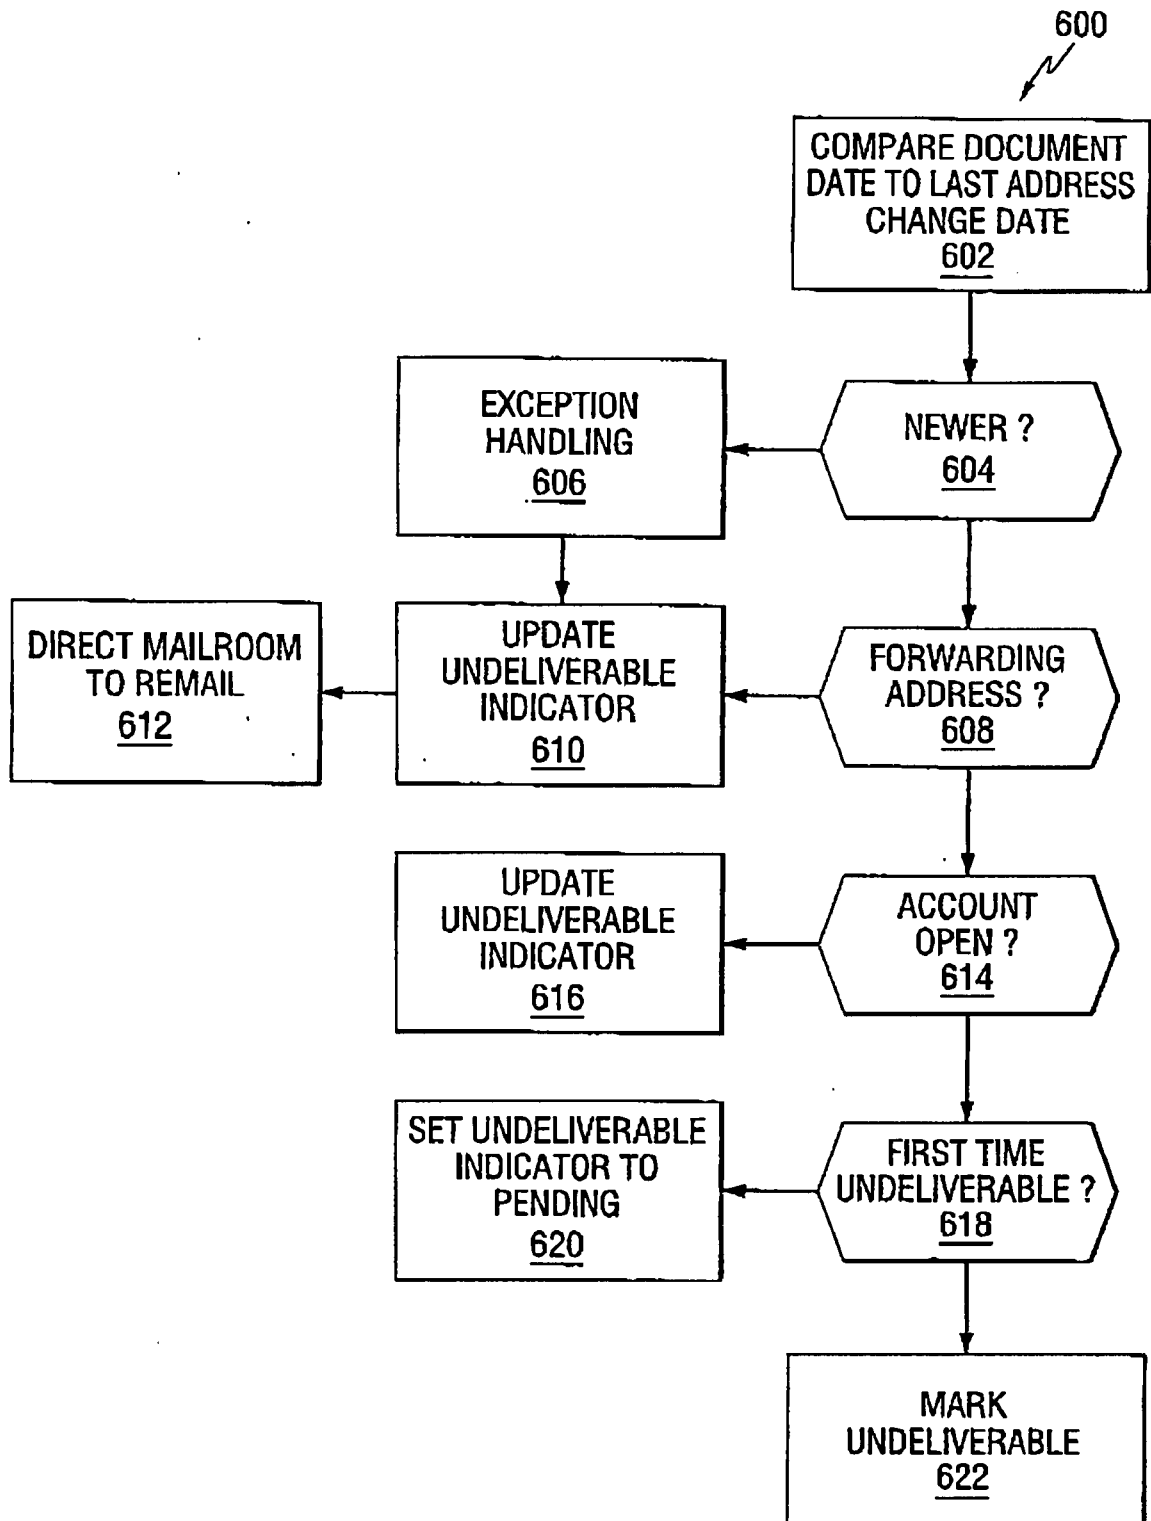 600
COMPARE DOCUMENT
DATE TO LAST ADDRESS
CHANGE DATE
602
NEWER ?
604
EXCEPTION
HANDLING
606
FORWARDING
ADDRESS ?
608
UPDATE
UNDELIVERABLE
INDICATOR
610
DIRECT MAILROOM
TO REMAIL
612
ACCOUNT
OPEN ?
614
UPDATE
UNDELIVERABLE
INDICATOR
616
FIRST TIME
UNDELIVERABLE ?
618
SET UNDELIVERABLE
INDICATOR TO
PENDING
620
MARK
UNDELIVERABLE
622